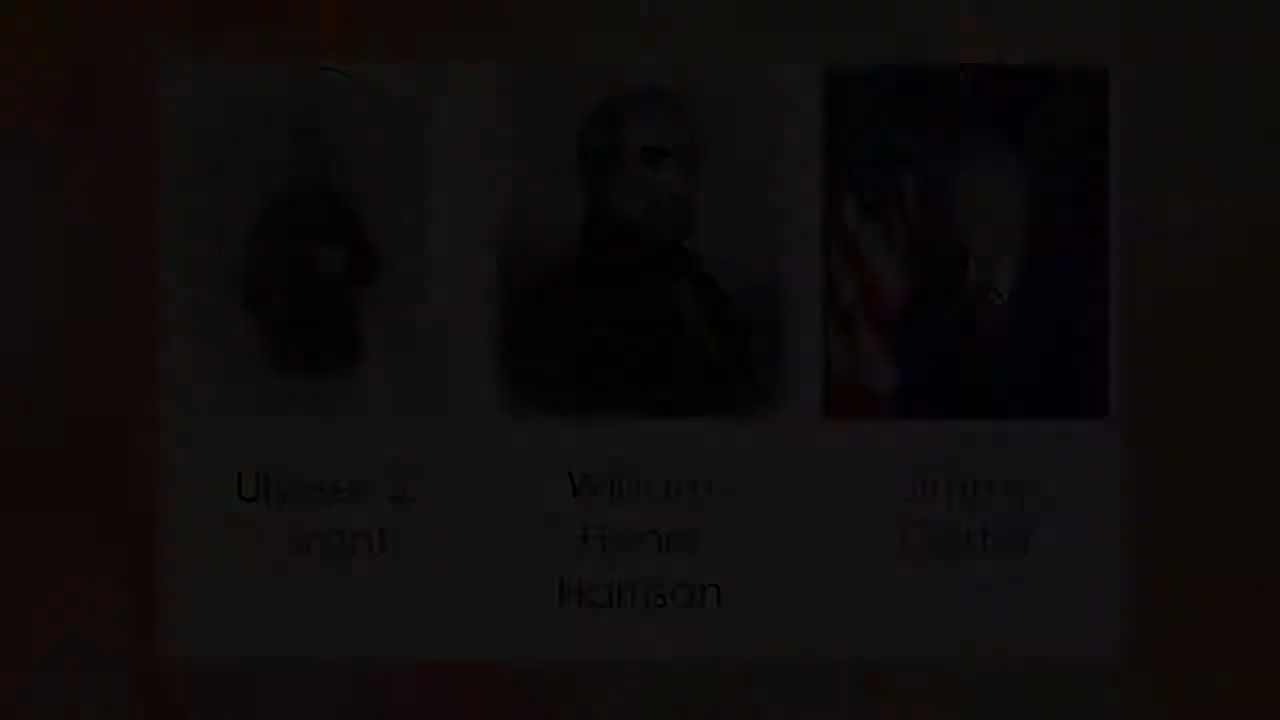 Ulysses S.
Grant
William
Henry
Harrison
Jimmy
Carter